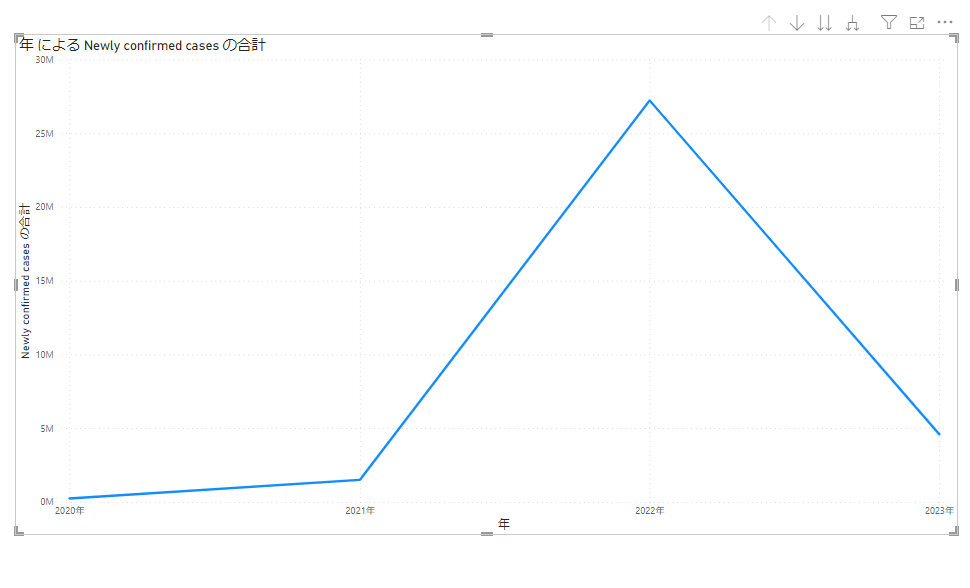 年 による Newly confirmed cases の合計
30M
25M
20M
15M
10M
5M
0M
Newly confirmed cases の合計
2020年
2021年
2022年
2023年
年